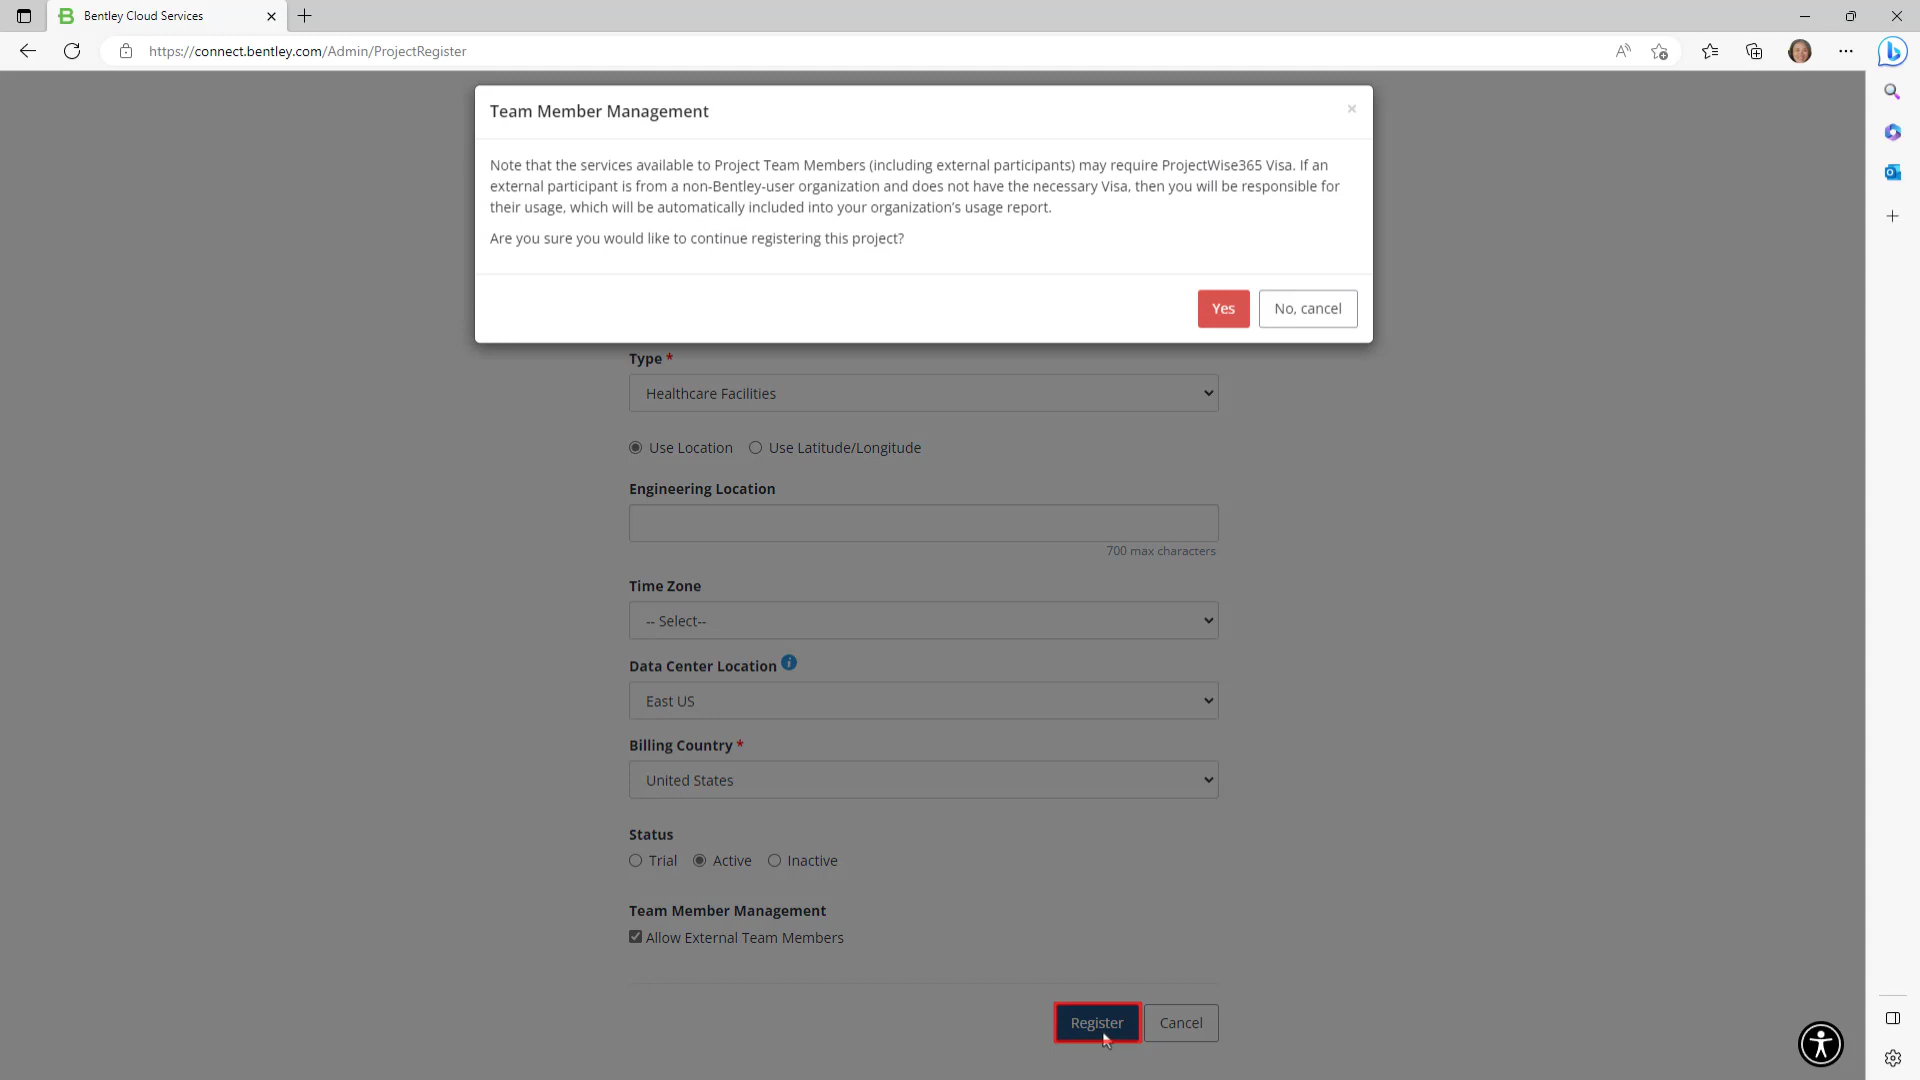 Bentley Cloud Services
https://connect.bentley.com/Admin/ProjectRegister
Team Member Management
Note that the services available to Project Team Members (including external participants) may require ProjectWise365 Visa. If an
external participant is from a non-Bentley-user organization and does not have the necessary Visa, then you will be responsible for
their usage, which will be automatically included into your organization's usage report.
Are you sure you would like to continue registering this project?
Yes
No, cancel
Type *
Healthcare Facilities
Use Location Use Latitude/Longitude
Engineering Location
700 max characters
Time Zone
-- Select--
Data Center Location
East US
Billing Country *
United States
Status
Trial Active Inactive
Team Member Management
Allow External Team Members
Register Cancel